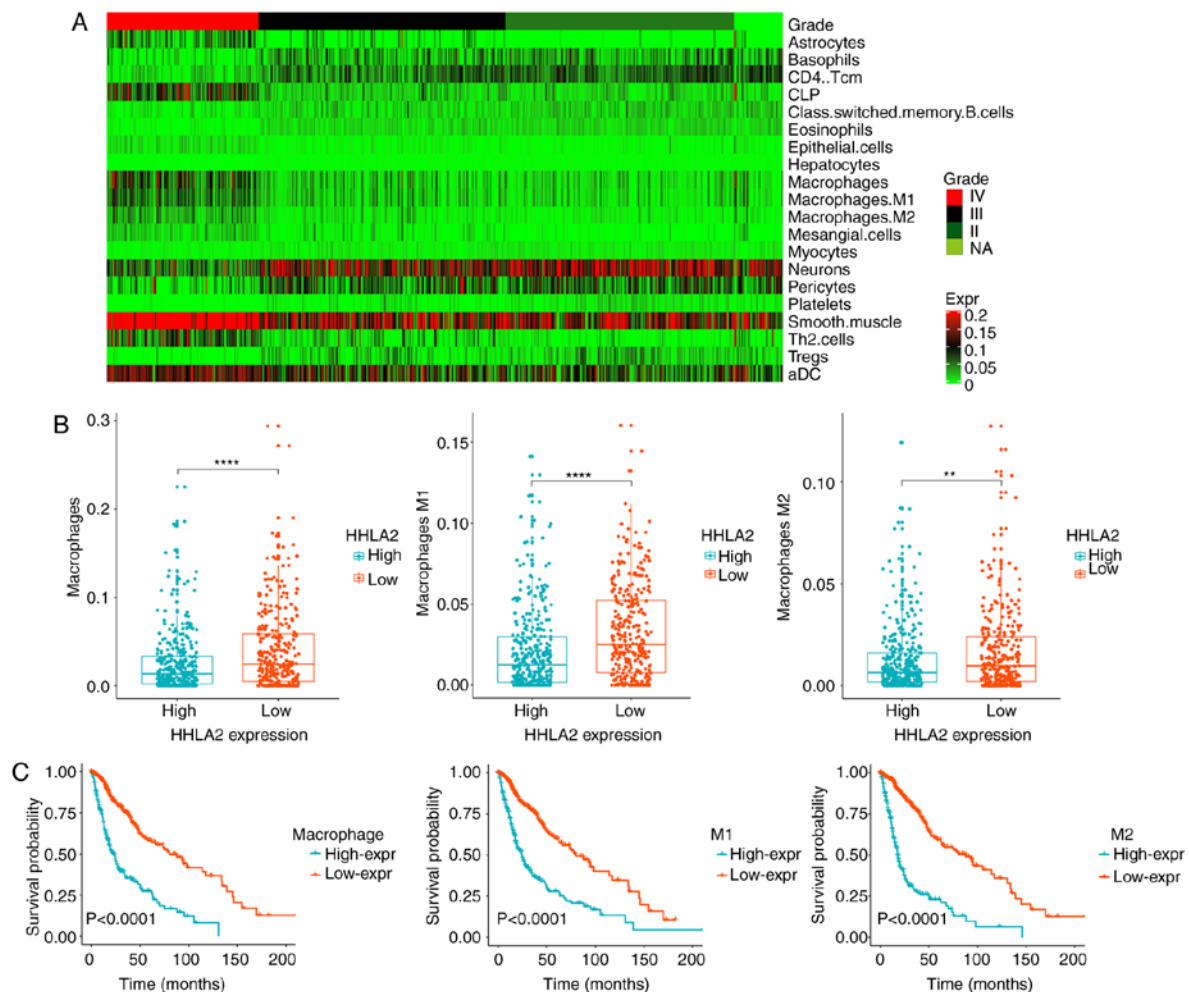 A
Grade
Astrocytes
Basophils
CD4..Tcm
CLP
Class.switched.memory.B.cells
Eosinophils
Epithelial.cells
Hepatocytes
Macrophages
Macrophages.M1
Macrophages.M2
Mesangial.cells
Myocytes
Neurons
Pericytes
Platelets
Smooth.muscle
Th2.cells
Tregs
aDC
Grade
IV
III
II
NA
Expr
0.2
0.15
0.1
0.05
0
B
Macrophages
0.3
0.2
0.1
0.0
****
High
Low
HHLA2 expression
HHLA2
High
Low
Macrophages M1
0.15
0.10
0.05
0.00
****
High
Low
HHLA2 expression
HHLA2
High
Low
Macrophages M2
0.10
0.05
0.00
**
High
Low
HHLA2 expression
HHLA2
High
Low
C
Survival probability
1.00
0.75
0.50
0.25
0.00
P<0.0001
0 50 100 150 200
Time (months)
Macrophage
High-expr
Low-expr
Survival probability
1.00
0.75
0.50
0.25
0.00
P<0.0001
0 50 100 150 200
Time (months)
M1
High-expr
Low-expr
Survival probability
1.00
0.75
0.50
0.25
0.00
P<0.0001
0 50 100 150 200
Time (months)
M2
High-expr
Low-expr